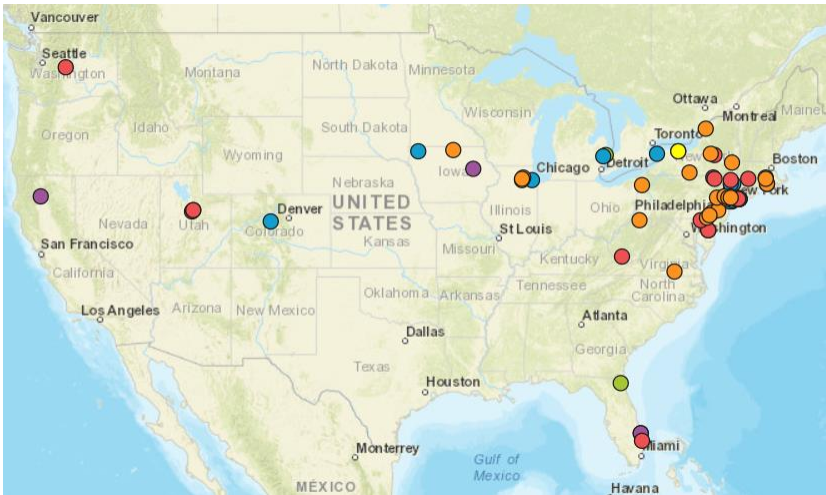 Vancouver
Seattle
Washington
Montana
North Dakota
Minnesota
Ottawa
Montreal
Maine
Oregon
Idaho
South Dakota
Wisconsin
Toronto
Wyoming
Iowa
Chicago
Detroit
Boston
Nebraska
Nevada
Utah
Denver
Colorado
UNITED
STATES
Illinois
Ohio
Philadelphia
San Francisco
Kansas
St Louis
Missouri
Washington
California
Kentucky
Virginia
Los Angeles
Arizona
New Mexico
Oklahoma
Arkansas
Tennessee
North
Carolina
Dallas
Atlanta
Georgia
Texas
Houston
Monterrey
Miami
Gulf of
Mexico
MÉXICO
Havana